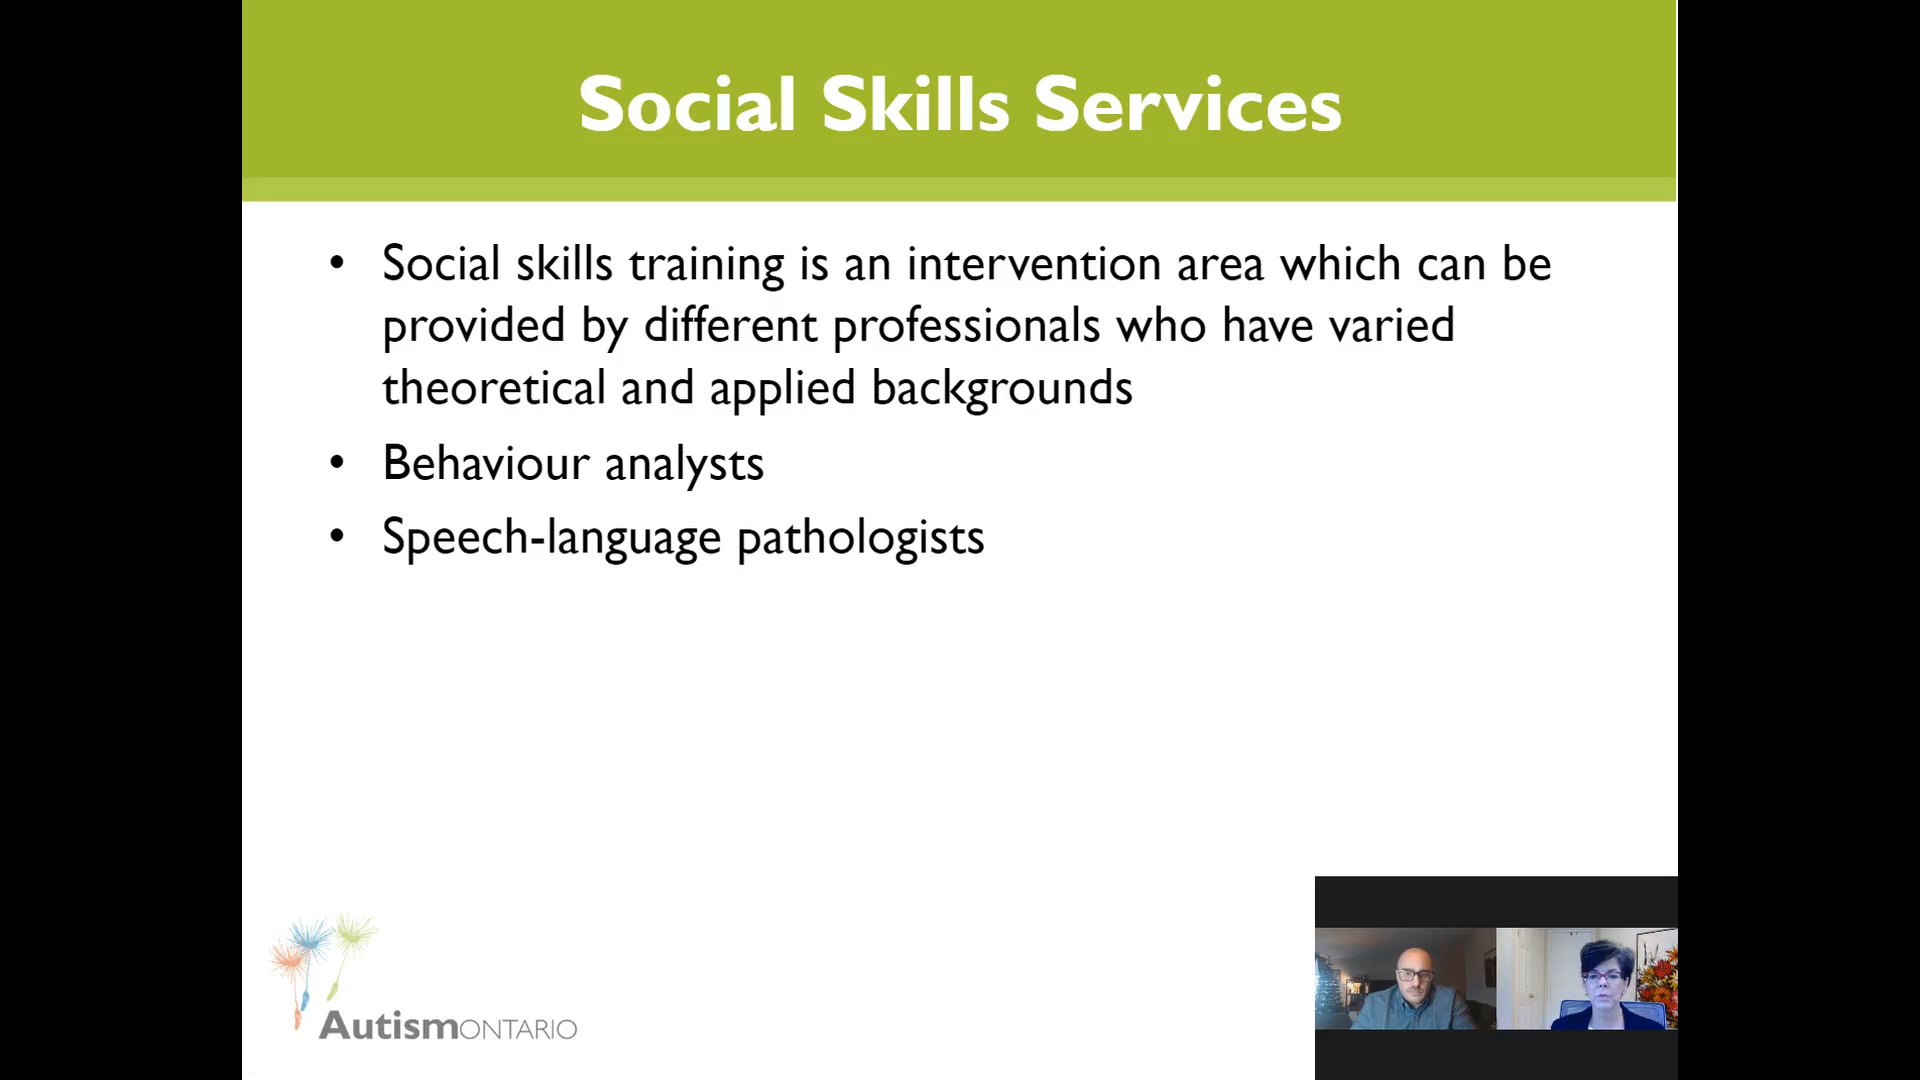 Social Skills Services
• Social skills training is an intervention area which can be
provided by different professionals who have varied
theoretical and applied backgrounds
• Behaviour analysts
• Speech-language pathologists
AutismONTARIO